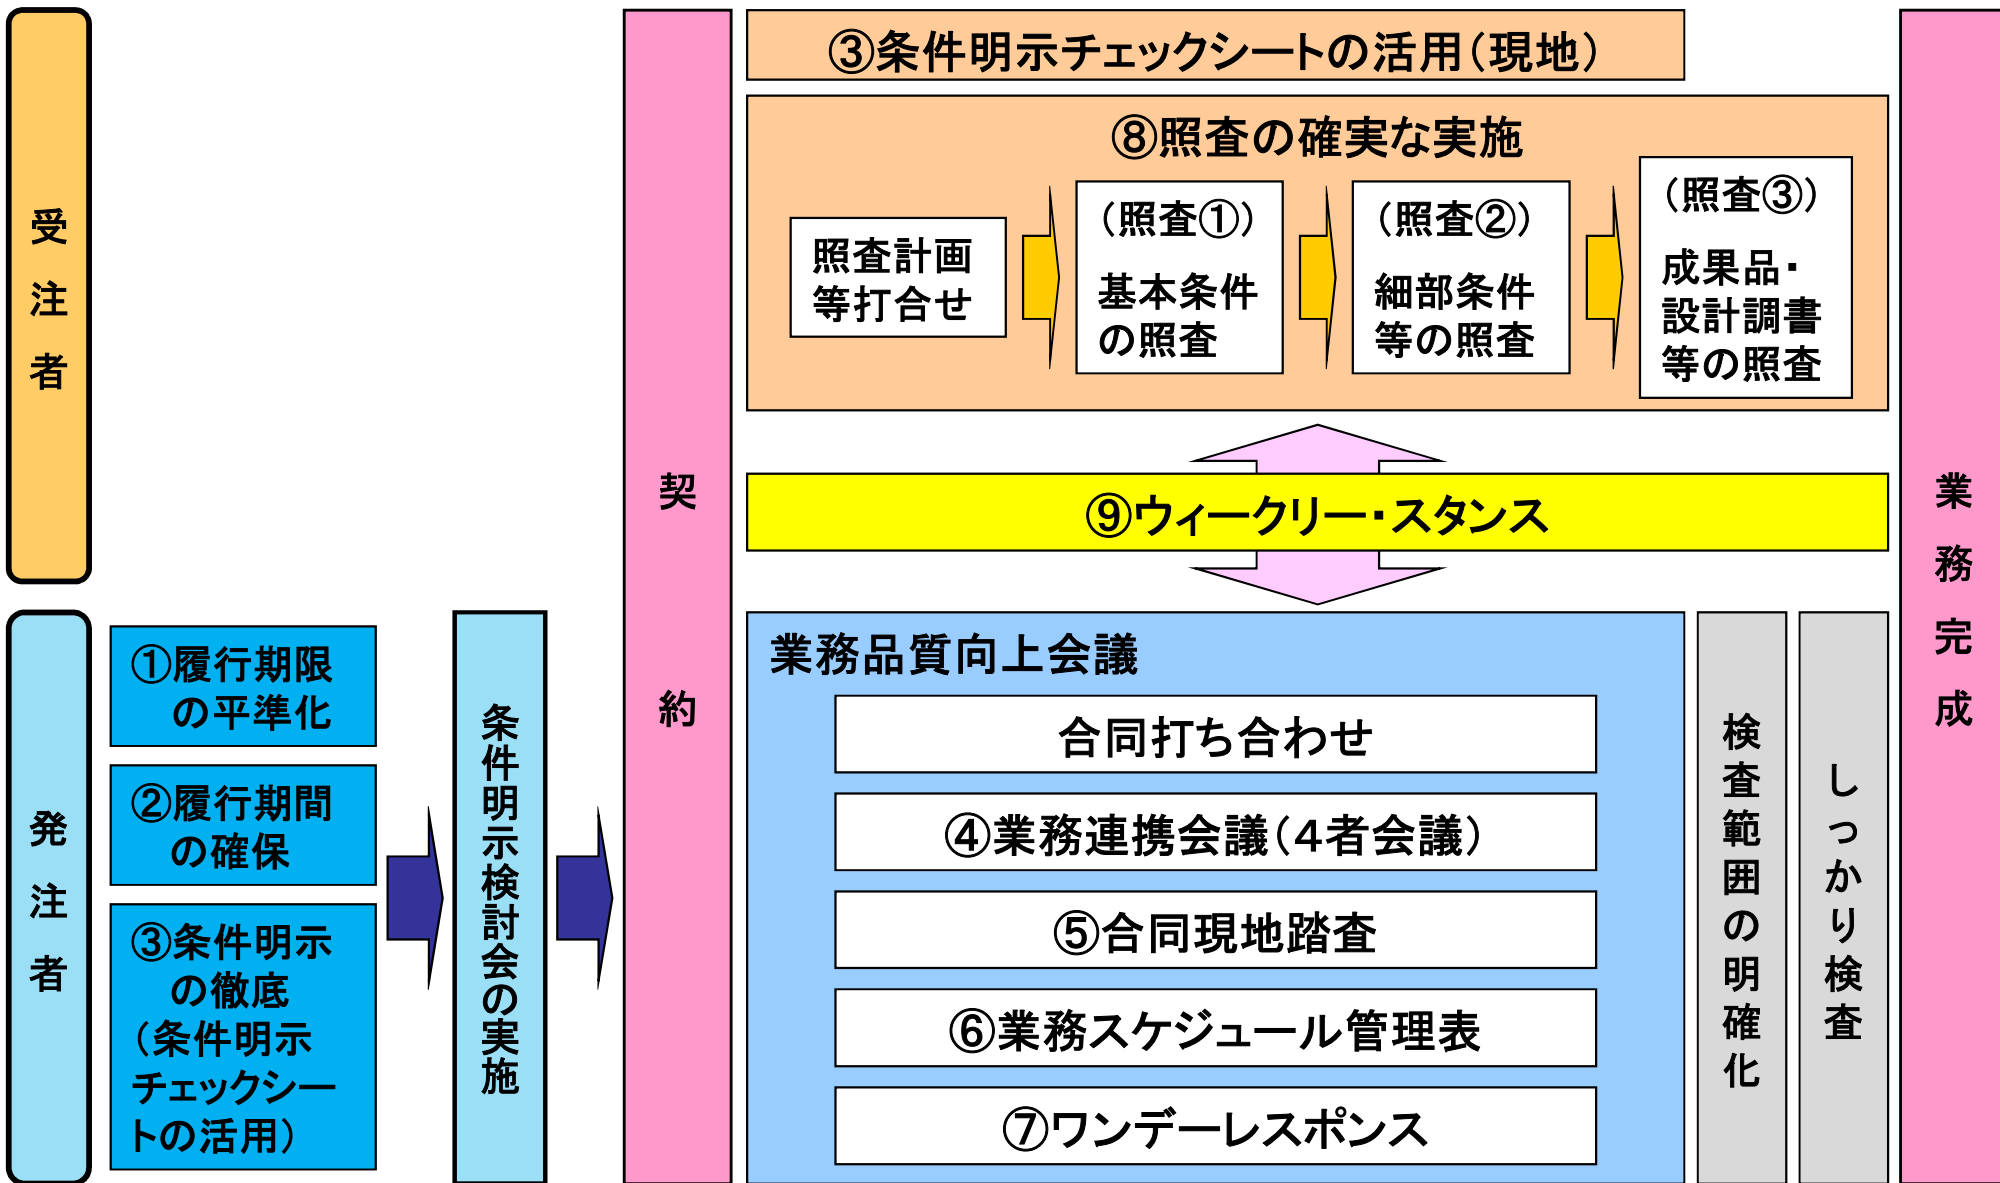 受注者
③条件明示チェックシートの活用（現地）
⑧照査の確実な実施
照査計画
等打合せ
（照査①）
基本条件
の照査
（照査②）
細部条件
等の照査
（照査③）
成果品・
設計調書
等の照査
⑨ウィークリー・スタンス
契約
業務完成
発注者
①履行期限
の平準化
②履行期間
の確保
③条件明示
の徹底
（条件明示
チェックシー
トの活用）
条件明示検討会の実施
業務品質向上会議
合同打ち合わせ
④業務連携会議（４者会議）
⑤合同現地踏査
⑥業務スケジュール管理表
⑦ワンデーレスポンス
検査範囲の明確化
しっかり検査